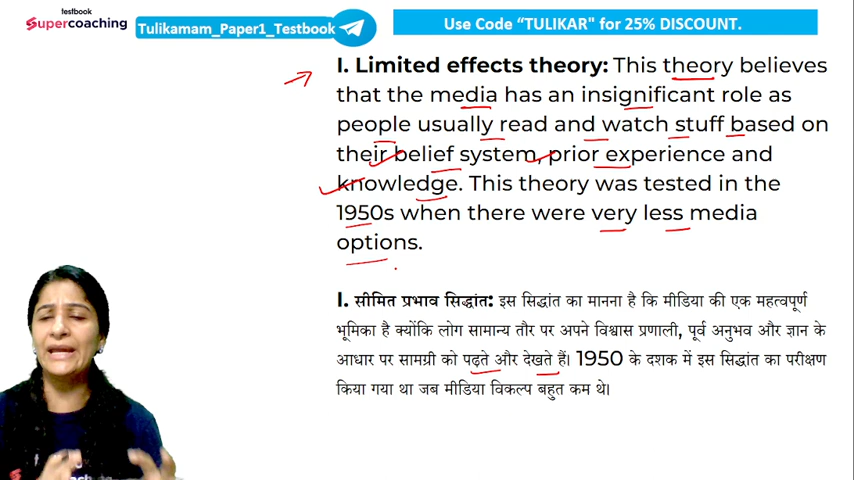 testbook
Supercoaching
Tulikamam_Paper1_Testbook
Use Code “TULIKAR" for 25% DISCOUNT.
I. Limited effects theory: This theory believes
that the media has an insignificant role as
people usually read and watch stuff based on
their belief system, prior experience and
knowledge. This theory was tested in the
1950s when there were very less media
options.
I. सीमित प्रभाव सिद्धांत: इस सिद्धांत का मानना है कि मीडिया की एक महत्वपूर्ण
भूमिका है क्योंकि लोग सामान्य तौर पर अपने विश्वास प्रणाली, पूर्व अनुभव और ज्ञान के
आधार पर सामग्री को पढ़ते और देखते हैं। 1950 के दशक में इस सिद्धांत का परीक्षण
किया गया था जब मीडिया विकल्प बहुत कम थे।